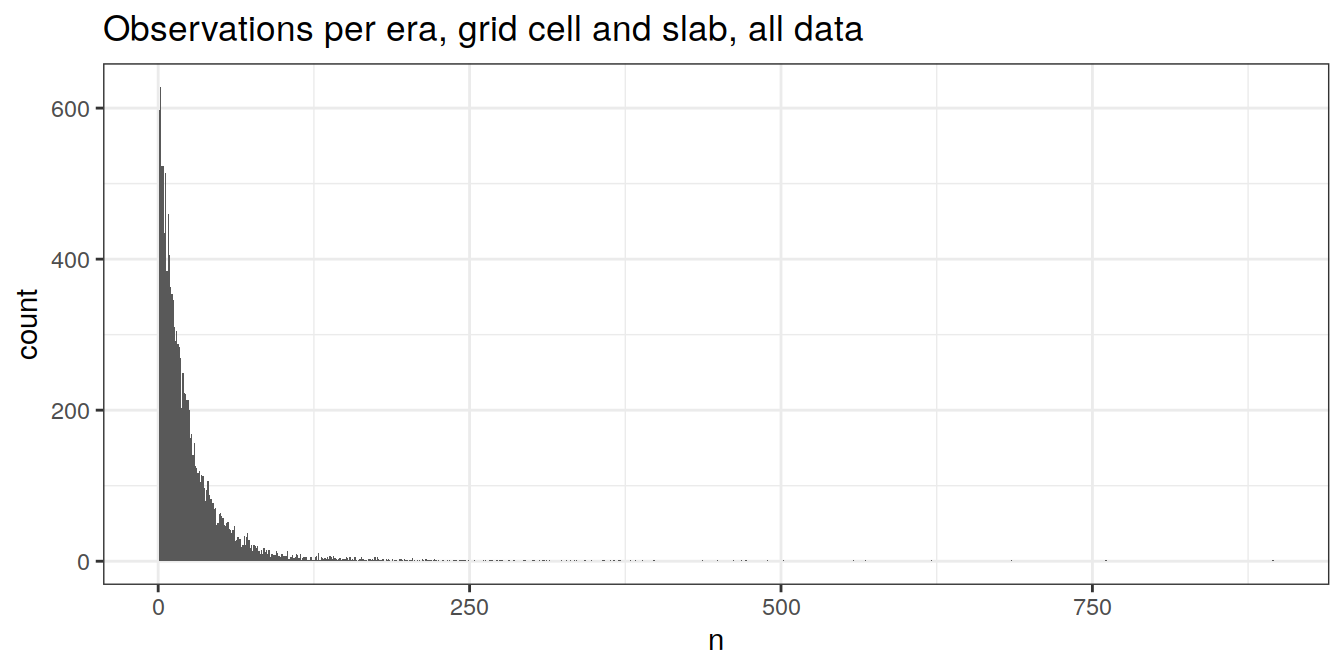 Observations per era, grid cell and slab, all data
count
600
400
200
0
0 250 500 750
n